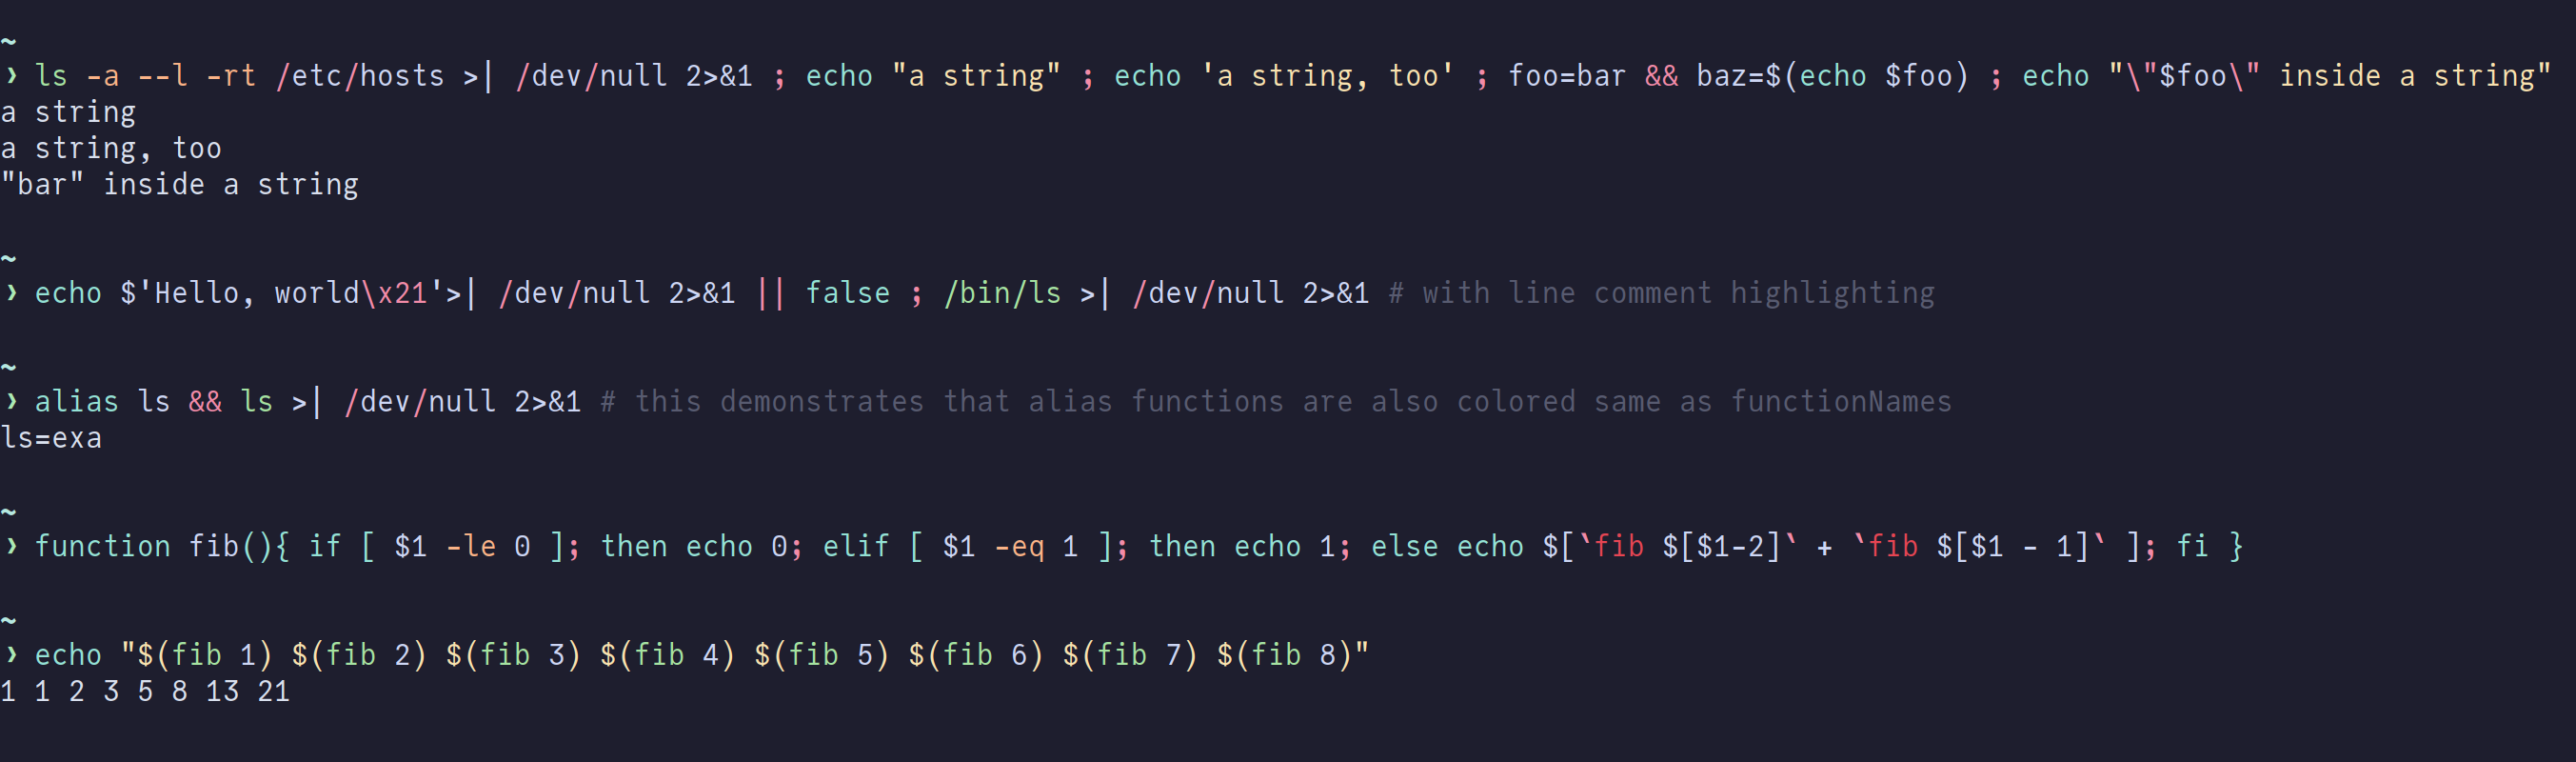 ~
❯ ls -a --l -rt /etc/hosts >| /dev/null 2>&1 ; echo "a string" ; echo 'a string, too' ; foo=bar && baz=$(echo $foo) ; echo "\"$foo\" inside a string"
a string
a string, too
"bar" inside a string
~
❯ echo $'Hello, world\x21'>| /dev/null 2>&1 || false ; /bin/ls >| /dev/null 2>&1 # with line comment highlighting
~
❯ alias ls && ls >| /dev/null 2>&1 # this demonstrates that alias functions are also colored same as functionNames
ls=exa
~
❯ function fib(){ if [ $1 -le 0 ]; then echo 0; elif [ $1 -eq 1 ]; then echo 1; else echo $[`fib $[$1-2]` + `fib $[$1 - 1]` ]; fi }
~
❯ echo "$(fib 1) $(fib 2) $(fib 3) $(fib 4) $(fib 5) $(fib 6) $(fib 7) $(fib 8)"
1 1 2 3 5 8 13 21